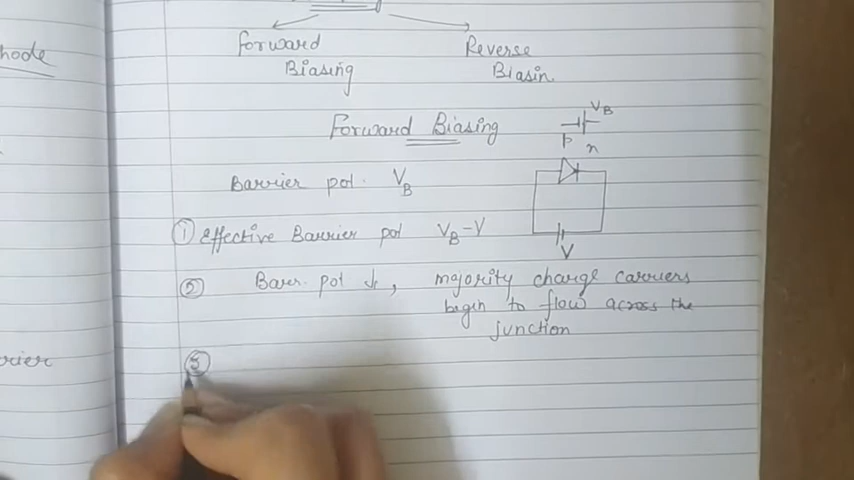 hode
Forward Reverse
Biasing Biasin
Forward Biasing VB
p n
Barrier pot. VB
① Effective Barrier pot VB-V
V
② Barr. pot ↓, majority charge carriers
begin to flow across the
junction
rier
③